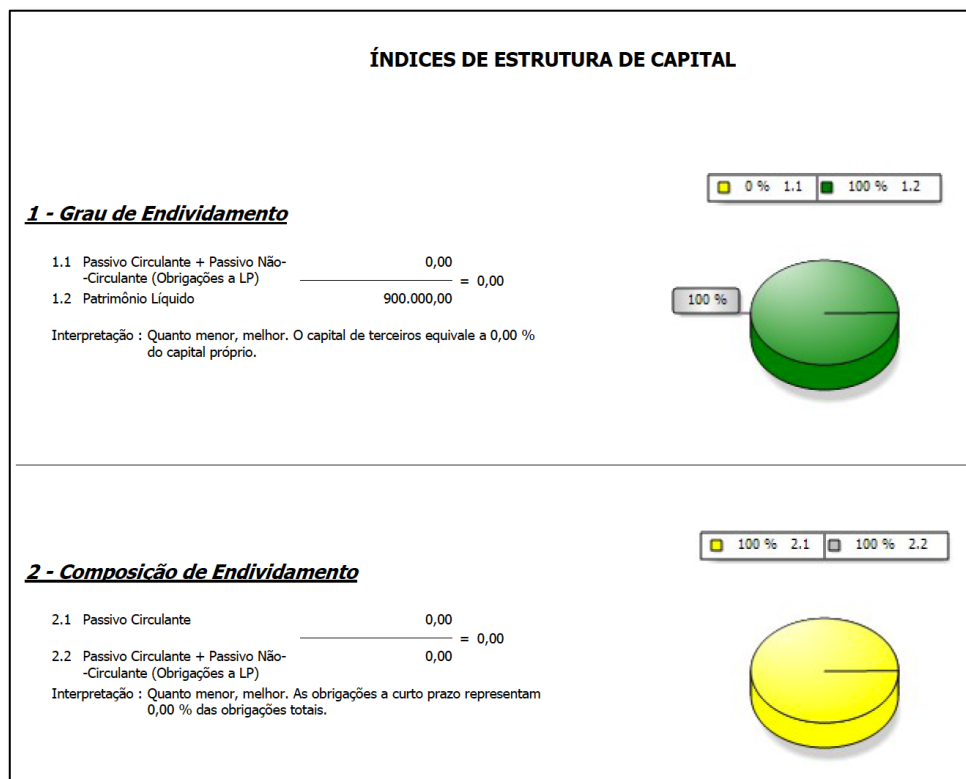 ÍNDICES DE ESTRUTURA DE CAPITAL
0 % 1.1 100 % 1.2
1 - Grau de Endividamento
1.1 Passivo Circulante + Passivo Não- 0,00
-Circulante (Obrigações a LP) = 0,00
1.2 Patrimônio Líquido 900.000,00
100 %
Interpretação : Quanto menor, melhor. O capital de terceiros equivale a 0,00 %
do capital próprio.
100 % 2.1 100 % 2.2
2 - Composição de Endividamento
2.1 Passivo Circulante 0,00
= 0,00
2.2 Passivo Circulante + Passivo Não- 0,00
-Circulante (Obrigações a LP)
Interpretação : Quanto menor, melhor. As obrigações a curto prazo representam
0,00 % das obrigações totais.